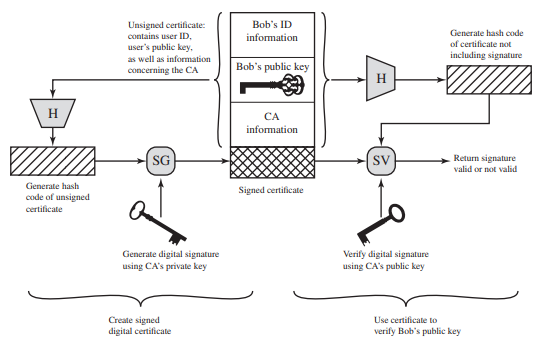 Unsigned certificate:
contains user ID,
user's public key,
as well as information
concerning the CA
Bob's ID
information
Bob's public key
CA
information
Generate hash code
of certificate not
including signature
H
H
SG
SV
Return signature
valid or not valid
Generate hash
code of unsigned
certificate
Signed certificate
Generate digital signature
using CA's private key
Verify digital signature
using CA's public key
Create signed
digital certificate
Use certificate to
verify Bob's public key